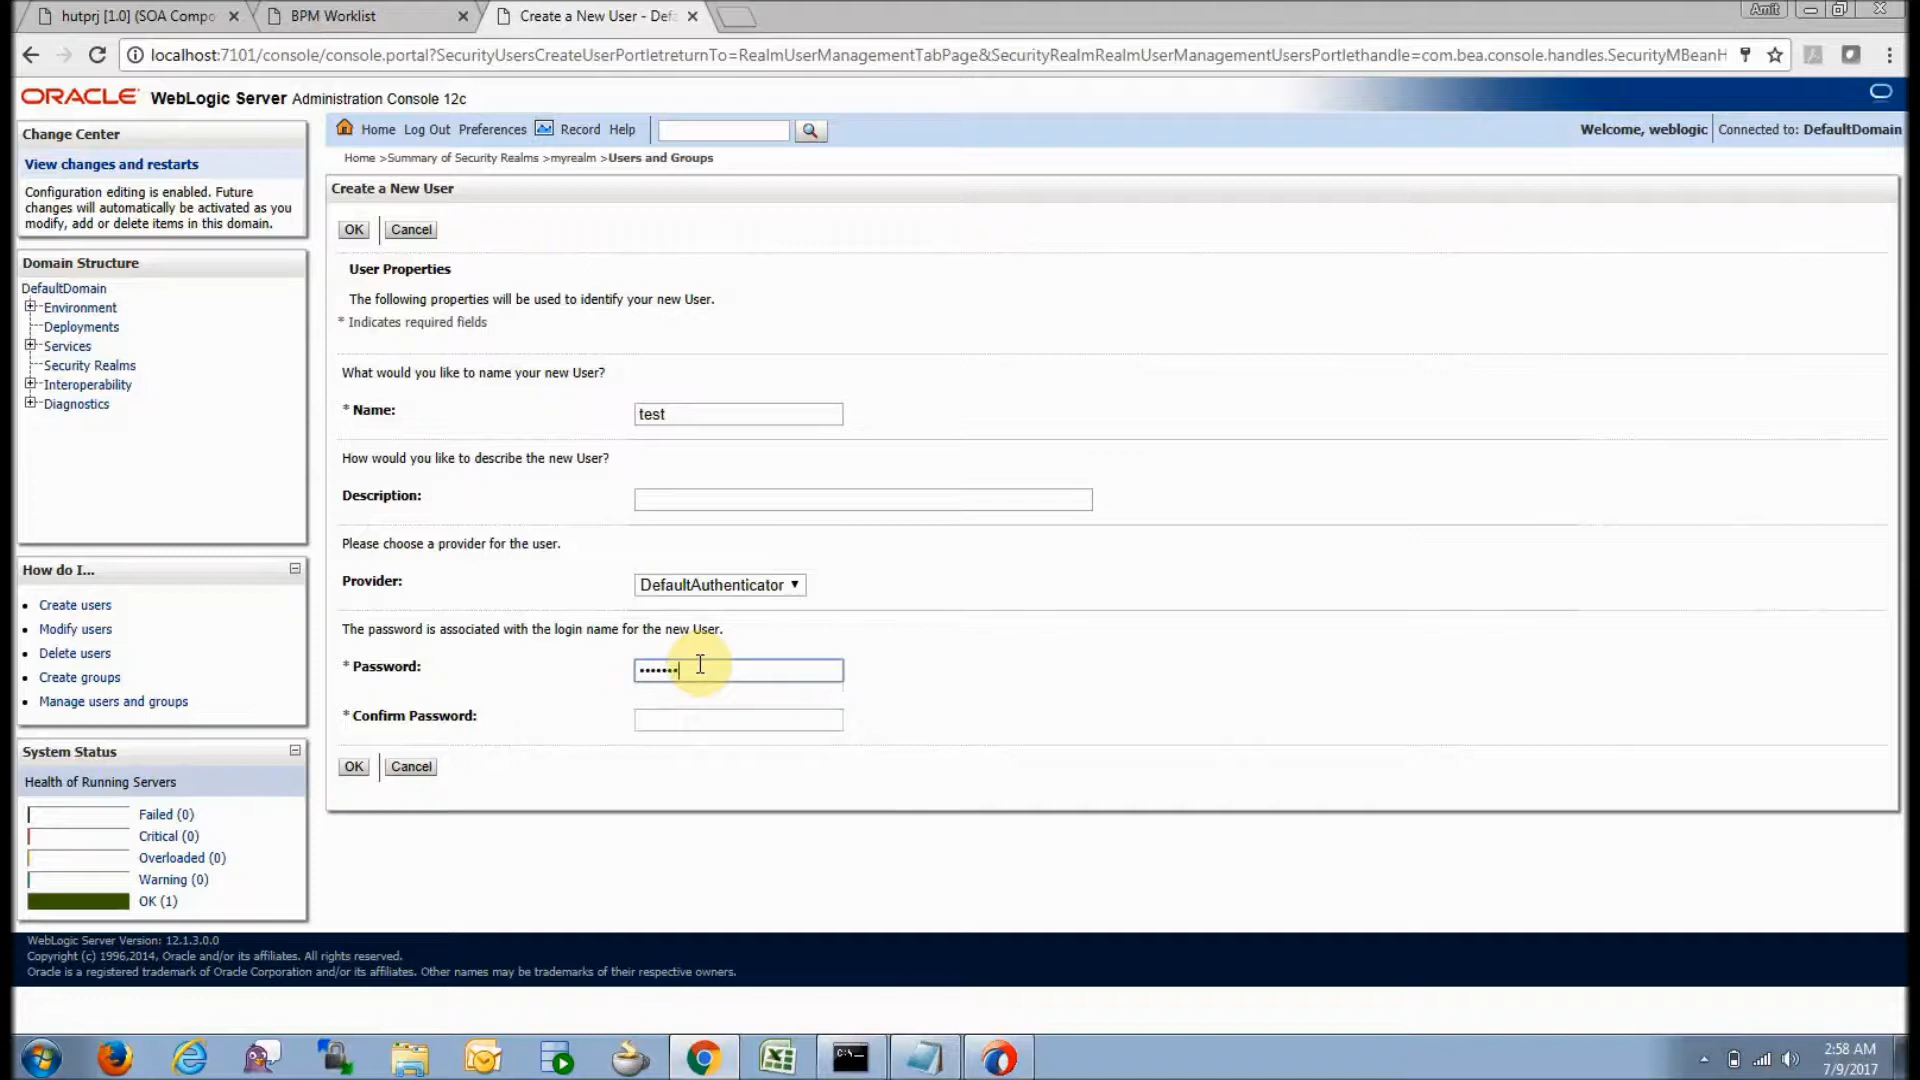 hutprj [1.0] (SOA Compo
BPM Worklist
Create a New User - Def
Amit
localhost:7101/console/console.portal?SecurityUsersCreateUserPortletreturnTo=RealmUserManagementTabPage&SecurityRealmRealmUserManagementUsersPortlethandle=com.bea.console.handles.SecurityMBeanH
ORACLE WebLogic Server Administration Console 12c
Change Center
View changes and restarts
Configuration editing is enabled. Future
changes will automatically be activated as you
modify, add or delete items in this domain.
Domain Structure
DefaultDomain
Environment
Deployments
Services
Security Realms
Interoperability
Diagnostics
How do I...
Create users
Modify users
Delete users
Create groups
Manage users and groups
System Status
Health of Running Servers
Failed (0)
Critical (0)
Overloaded (0)
Warning (0)
OK (1)
Home Log Out Preferences Record Help
Welcome, weblogic Connected to: DefaultDomain
Home >Summary of Security Realms >myrealm >Users and Groups
Create a New User
OK Cancel
User Properties
The following properties will be used to identify your new User.
* Indicates required fields
What would you like to name your new User?
* Name: test
How would you like to describe the new User?
Description:
Please choose a provider for the user.
Provider: DefaultAuthenticator
The password is associated with the login name for the new User.
* Password: •••••••
* Confirm Password:
OK Cancel
WebLogic Server Version: 12.1.3.0.0
Copyright (c) 1996,2014, Oracle and/or its affiliates. All rights reserved.
Oracle is a registered trademark of Oracle Corporation and/or its affiliates. Other names may be trademarks of their respective owners.
2:58 AM
7/9/2017